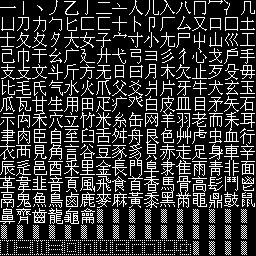 一丨丶丿乙亅二亠人儿入八冂冖冫几
凵刀力勹匕匚匸十卜卩厂厶又口囗土
士夂夊夕大女子宀寸小尢尸屮山巛工
己巾干幺广廴廾弋弓彐彡彳心戈戶手
支攴文斗斤方无日曰月木欠止歹殳毋
比毛氏气水火爪父爻爿片牙牛犬玄玉
瓜瓦甘生用田疋疒癶白皮皿目矛矢石
示禸禾穴立竹米糸缶网羊羽老而耒耳
聿肉臣自至臼舌舛舟艮色艸虍虫血行
衣襾見角言谷豆豕豸貝赤走足身車辛
辰辵邑酉釆里金長門阜隶隹雨靑非面
革韋韭音頁風飛食首香馬骨高髟鬥鬯
鬲鬼魚鳥鹵鹿麥麻黃黍黑黹黽鼎鼓鼠
鼻齊齒龍龜龠